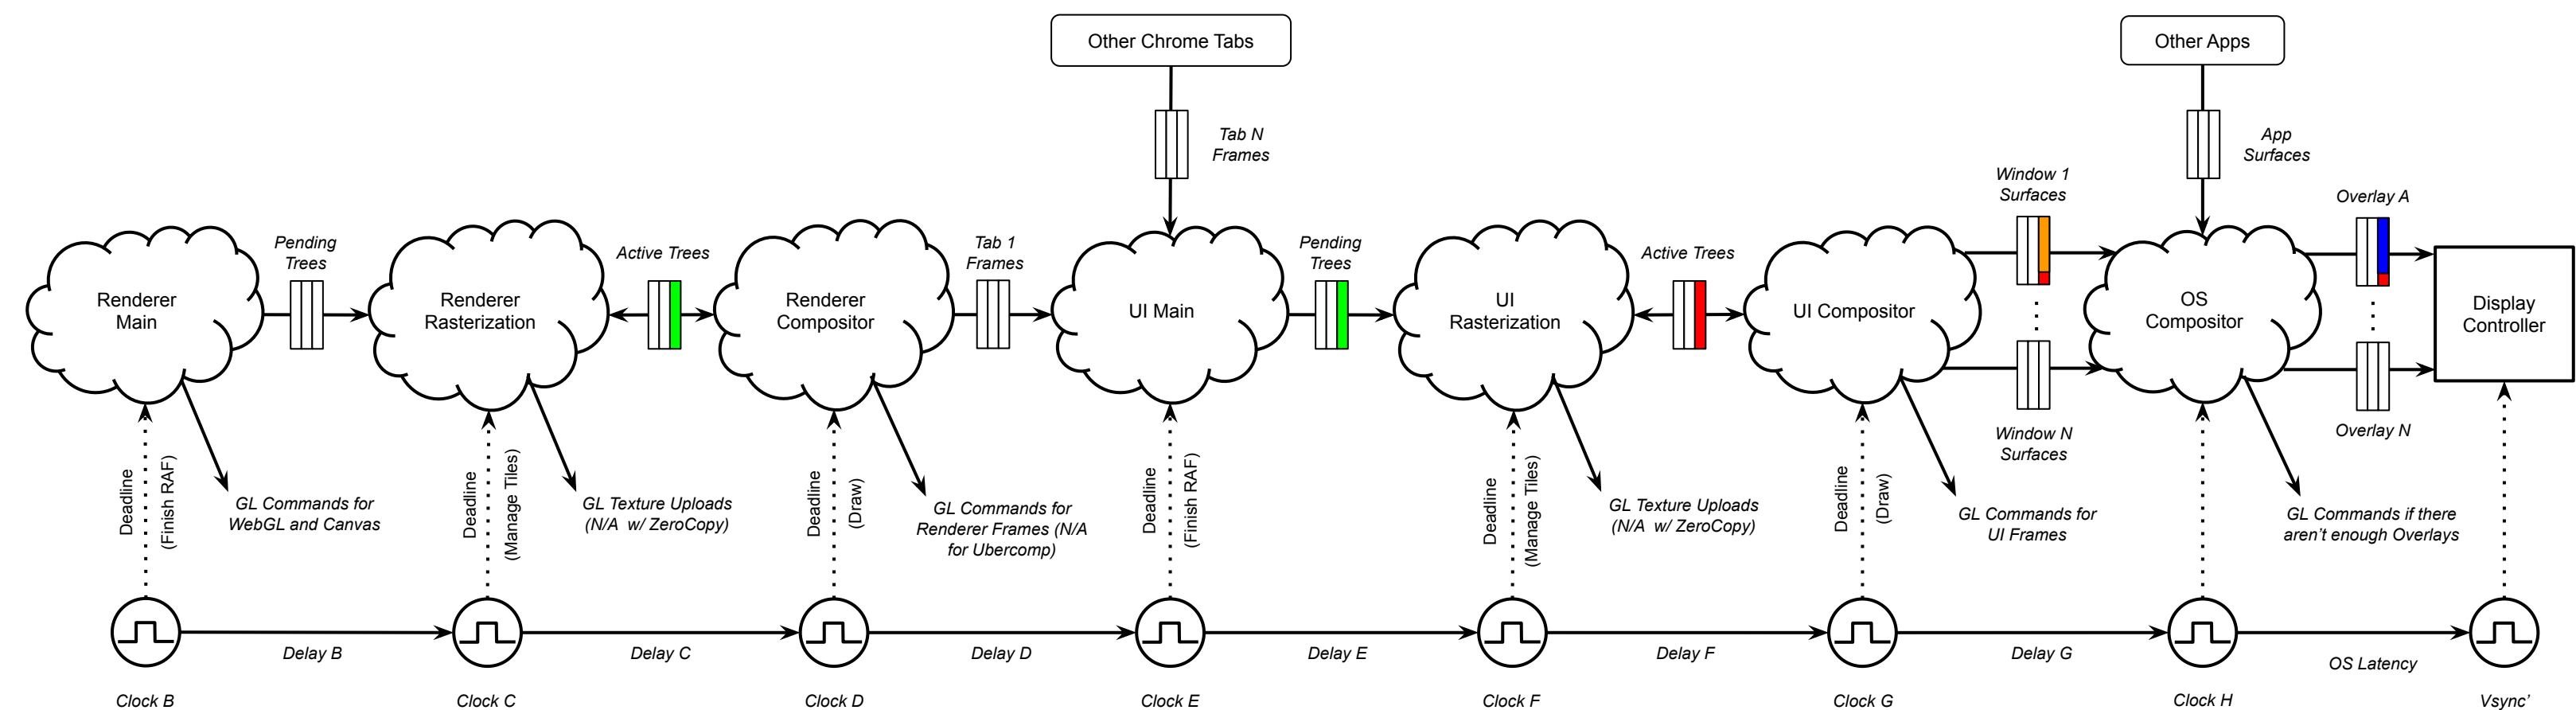 Other Chrome Tabs
Other Apps
Tab N
Frames
App
Surfaces
Window 1
Surfaces
Overlay A
Pending
Trees
Active Trees
Tab 1
Frames
Pending
Trees
Active Trees
Renderer
Main
Renderer
Rasterization
Renderer
Compositor
UI Main
UI
Rasterization
UI Compositor
OS
Compositor
Display
Controller
Window N
Surfaces
Overlay N
Deadline
(Finish RAF)
GL Commands for
WebGL and Canvas
Deadline
(Manage Tiles)
GL Texture Uploads
(N/A w/ ZeroCopy)
Deadline
(Draw)
GL Commands for
Renderer Frames (N/A
for Ubercomp)
Deadline
(Finish RAF)
Deadline
(Manage Tiles)
GL Texture Uploads
(N/A w/ ZeroCopy)
Deadline
(Draw)
GL Commands for
UI Frames
GL Commands if there
aren't enough Overlays
Delay B
Delay C
Delay D
Delay E
Delay F
Delay G
OS Latency
Clock B
Clock C
Clock D
Clock E
Clock F
Clock G
Clock H
Vsync'